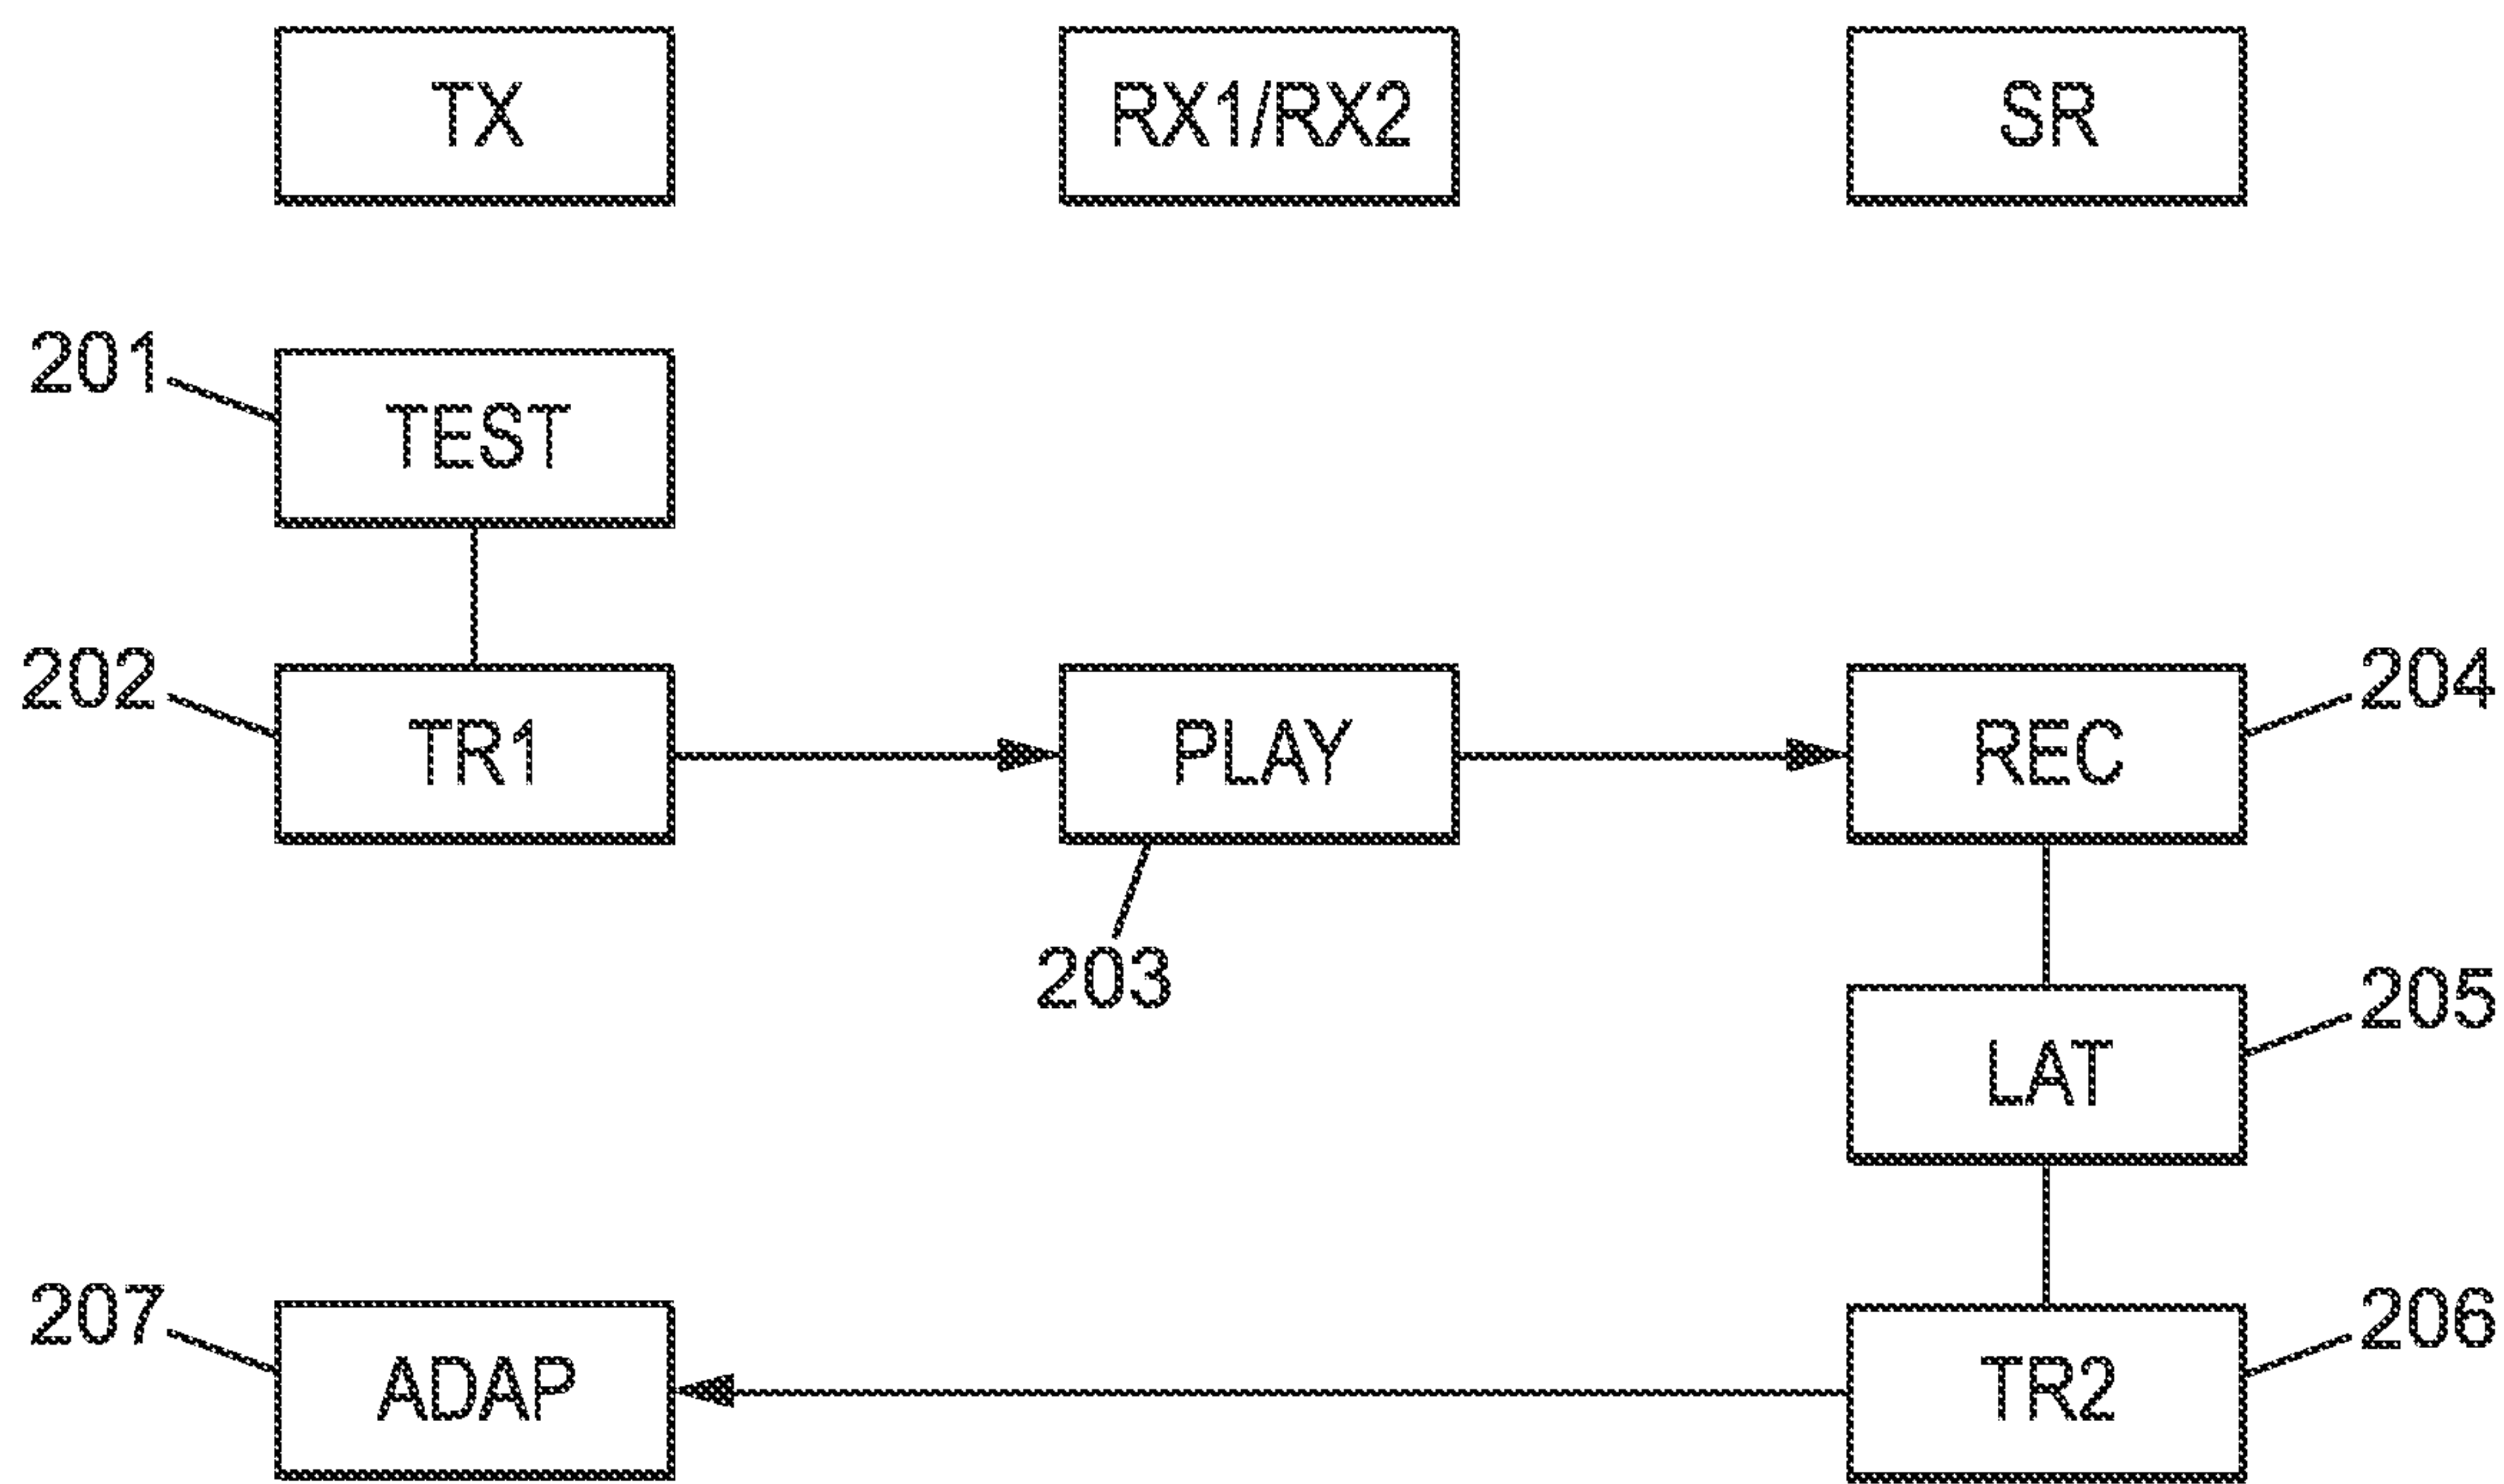 TX RX1/RX2 SR
201
TEST
202 TR1 PLAY REC 204
203
LAT 205
207 ADAP TR2 206